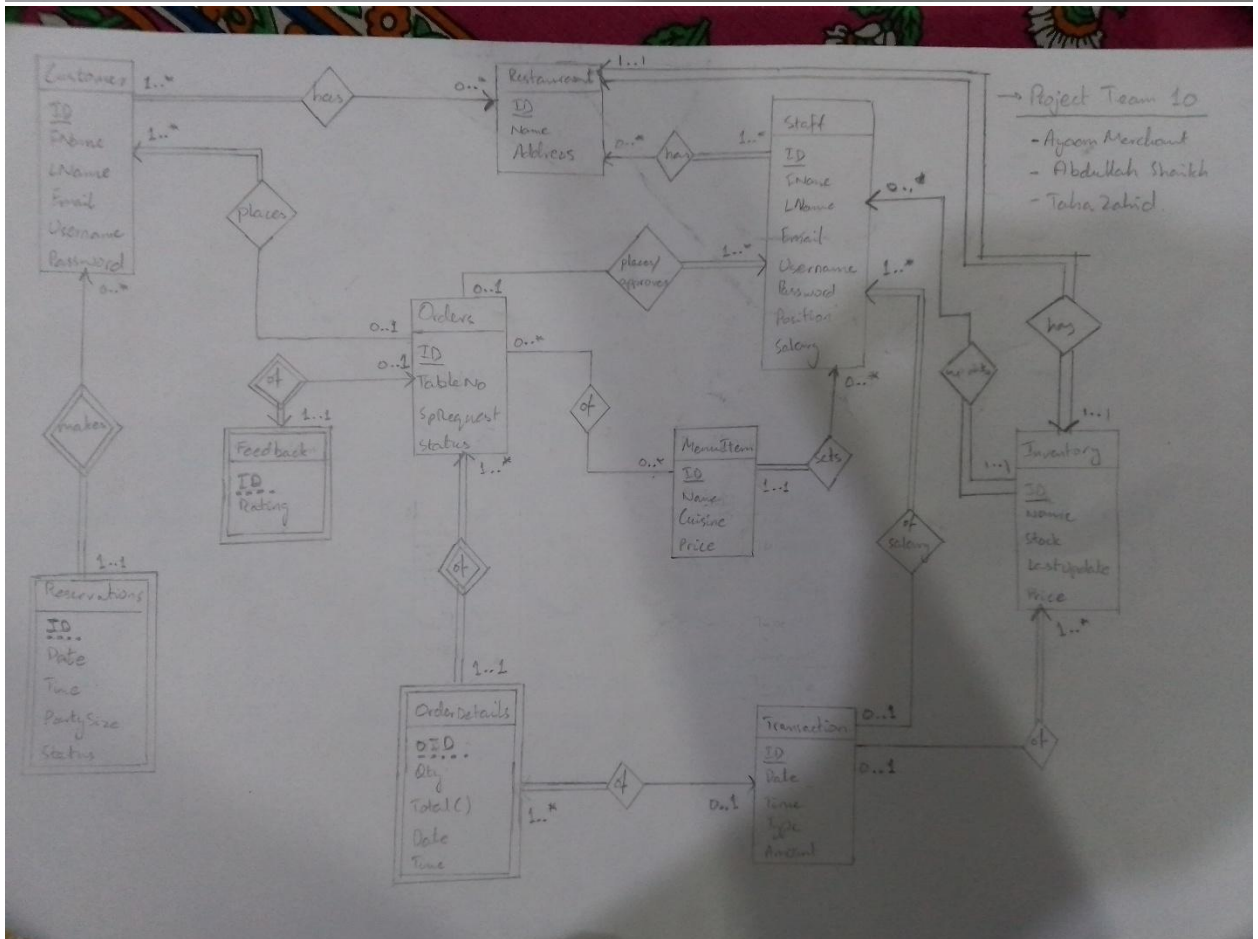 Customer
ID
FName
LName
Email
Username
Password
1..*
has
0..*
Restaurant
ID
Name
Address
1..1
→ Project Team 10
- Ayaan Merchant
- Abdullah Shaikh
- Taha Zahid
1..*
places
0..1
0..*
has
1..*
Staff
ID
FName
LName
Email
Username
Password
Position
Salary
0..*
1..*
0..*
places/
approves
1..*
0..1
Orders
ID
TableNo
SpRequest
Status
0..*
1..*
0..*
makes
1..1
Reservations
ID
Date
Time
PartySize
Status
of
0..1
1..1
Feedback
ID
Rating
of
0..*
MenuItem
ID
Name
Cuisine
Price
1..1
sets
of
salary
has
1..1
1..1
Inventory
ID
Name
Stock
LastUpdate
Price
1..*
of
1..1
OrderDetails
OID
Qty
Total()
Date
Time
1..*
of
0..1
Transaction
ID
Date
Time
Type
Amount
0..1
0..1
of